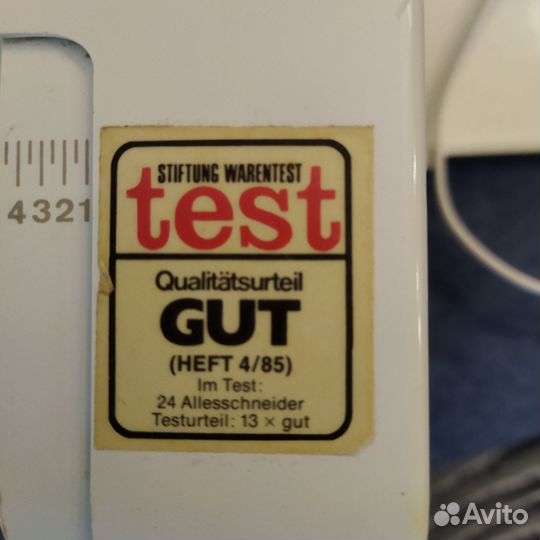 STIFTUNG WARENTEST
test
Qualitätsurteil
GUT
(HEFT 4/85)
Im Test:
24 Allesschneider
Testurteil: 13 × gut
4321
Avito